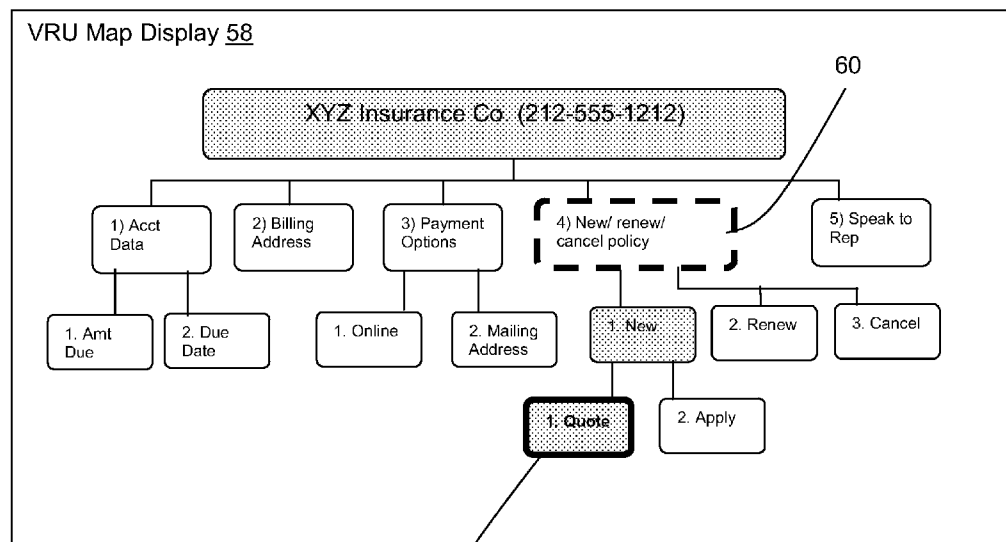 VRU Map Display 58
60
XYZ Insurance Co. (212-555-1212)
1) Acct
Data
2) Billing
Address
3) Payment
Options
4) New/ renew/
cancel policy
5) Speak to
Rep
1. Amt
Due
2. Due
Date
1. Online
2. Mailing
Address
1. New
2. Renew
3. Cancel
1. Quote
2. Apply